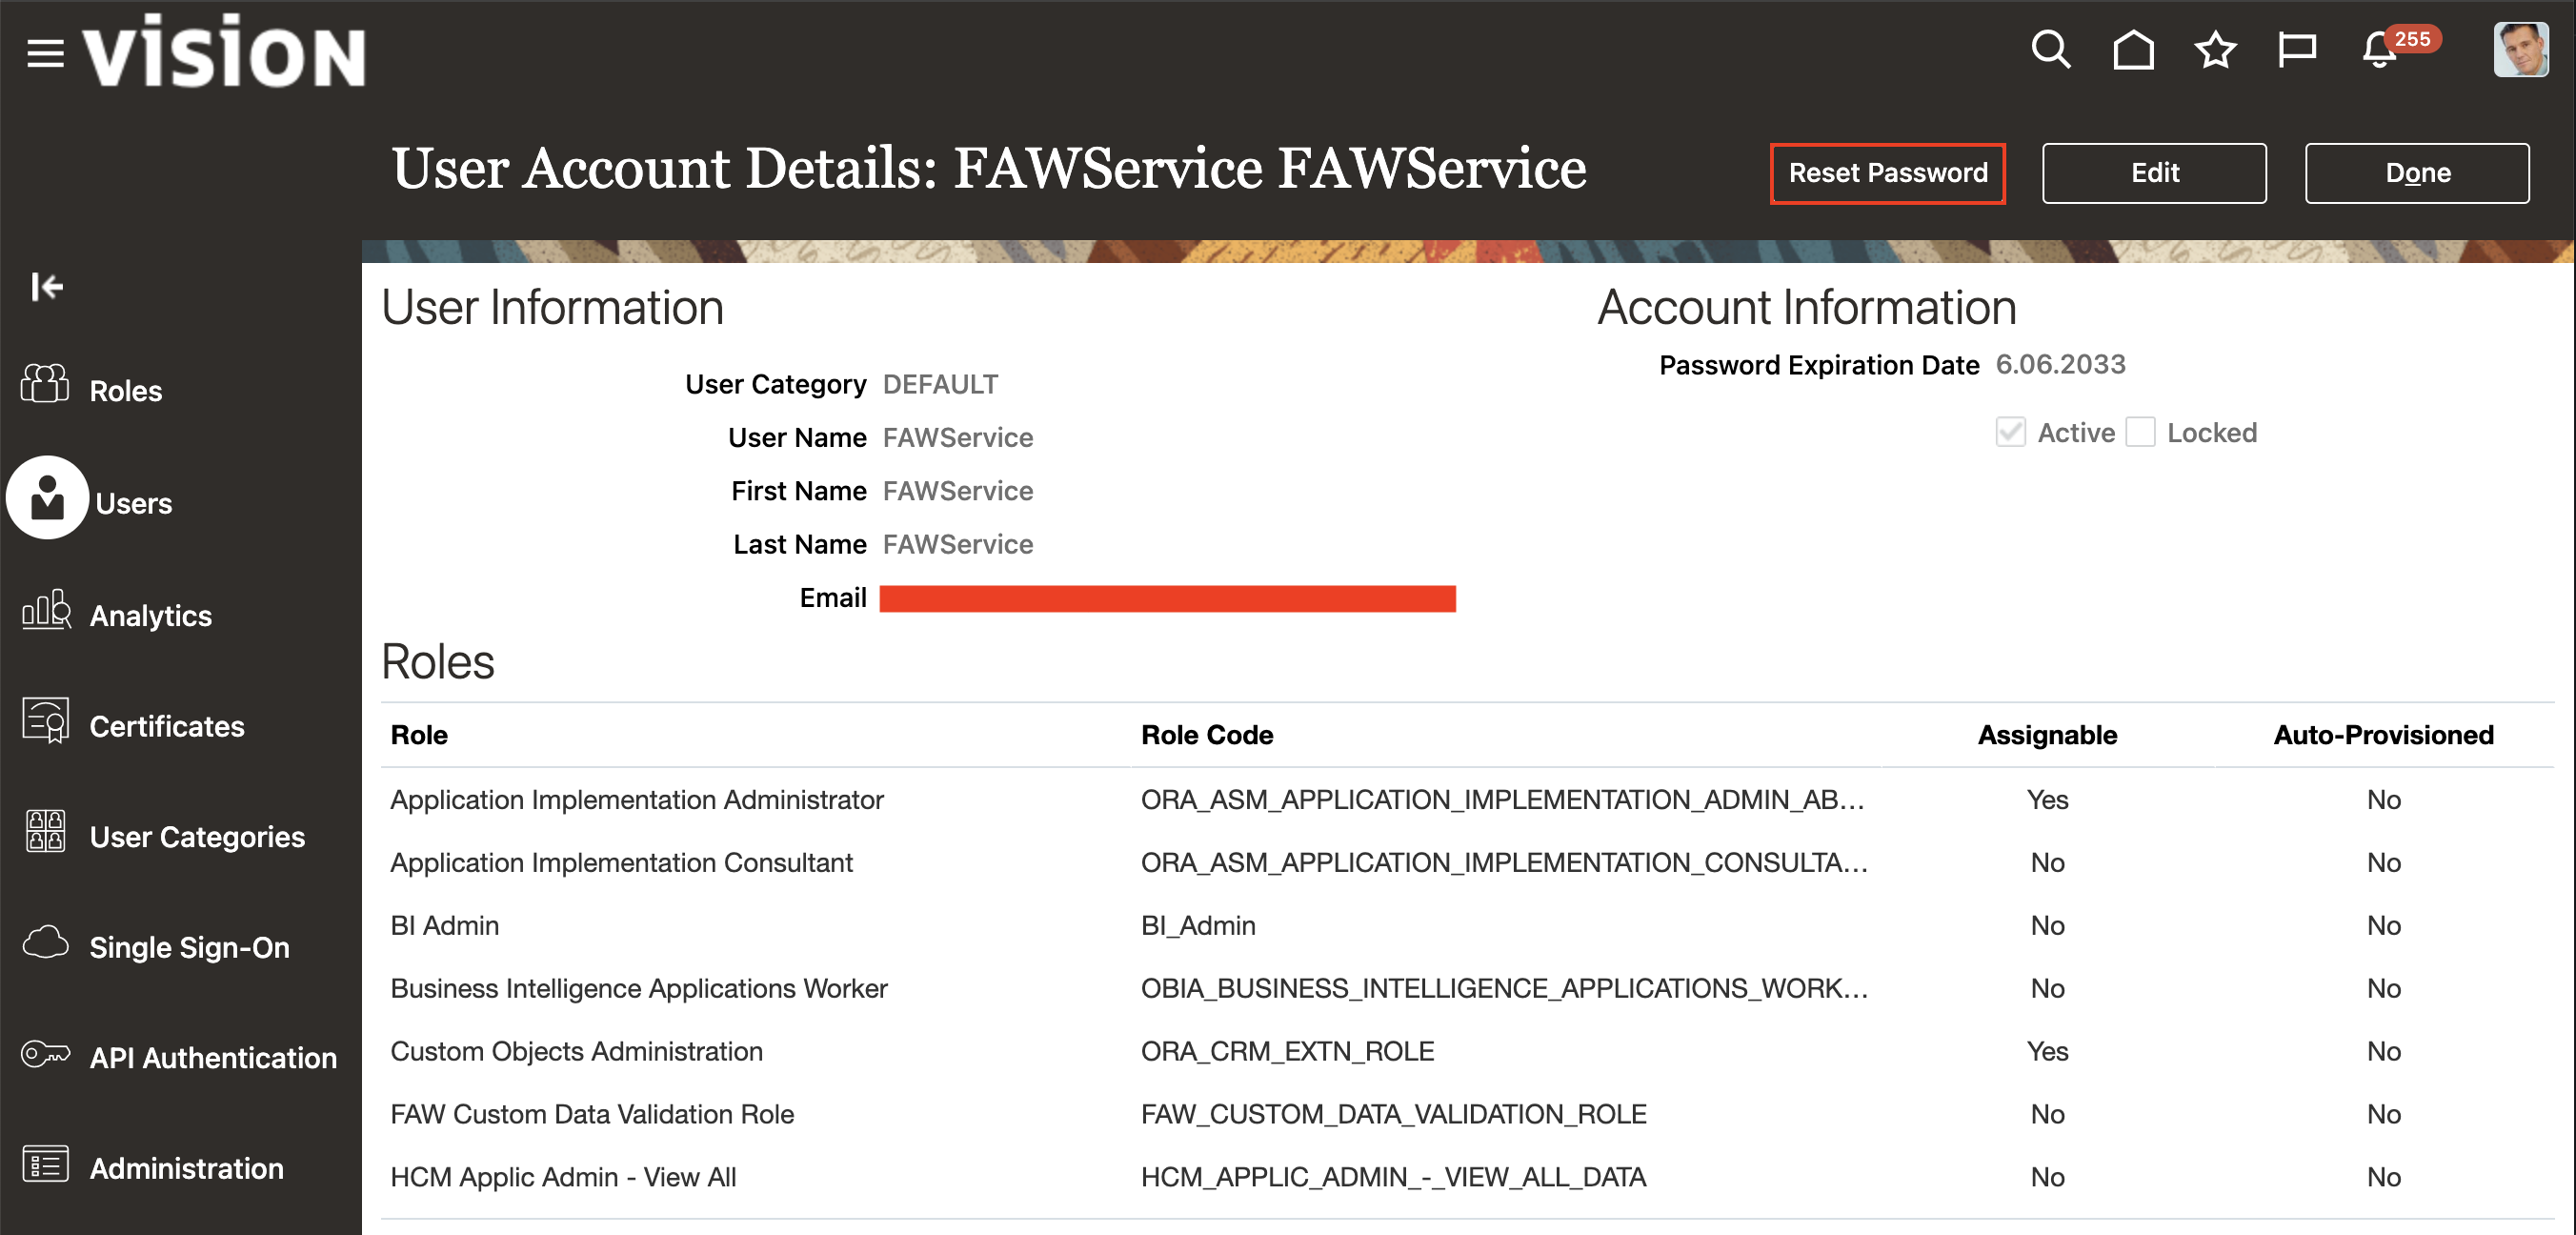 vision
255
User Account Details: FAWService FAWService
Reset Password
Edit
Done
Roles
Users
Analytics
Certificates
User Categories
Single Sign-On
API Authentication
Administration
User Information
User Category DEFAULT
User Name FAWService
First Name FAWService
Last Name FAWService
Email
Account Information
Password Expiration Date 6.06.2033
Active Locked
Roles
Role Role Code Assignable Auto-Provisioned
Application Implementation Administrator ORA_ASM_APPLICATION_IMPLEMENTATION_ADMIN_AB... Yes No
Application Implementation Consultant ORA_ASM_APPLICATION_IMPLEMENTATION_CONSULTA... No No
BI Admin BI_Admin No No
Business Intelligence Applications Worker OBIA_BUSINESS_INTELLIGENCE_APPLICATIONS_WORK... No No
Custom Objects Administration ORA_CRM_EXTN_ROLE Yes No
FAW Custom Data Validation Role FAW_CUSTOM_DATA_VALIDATION_ROLE No No
HCM Applic Admin - View All HCM_APPLIC_ADMIN_-_VIEW_ALL_DATA No No